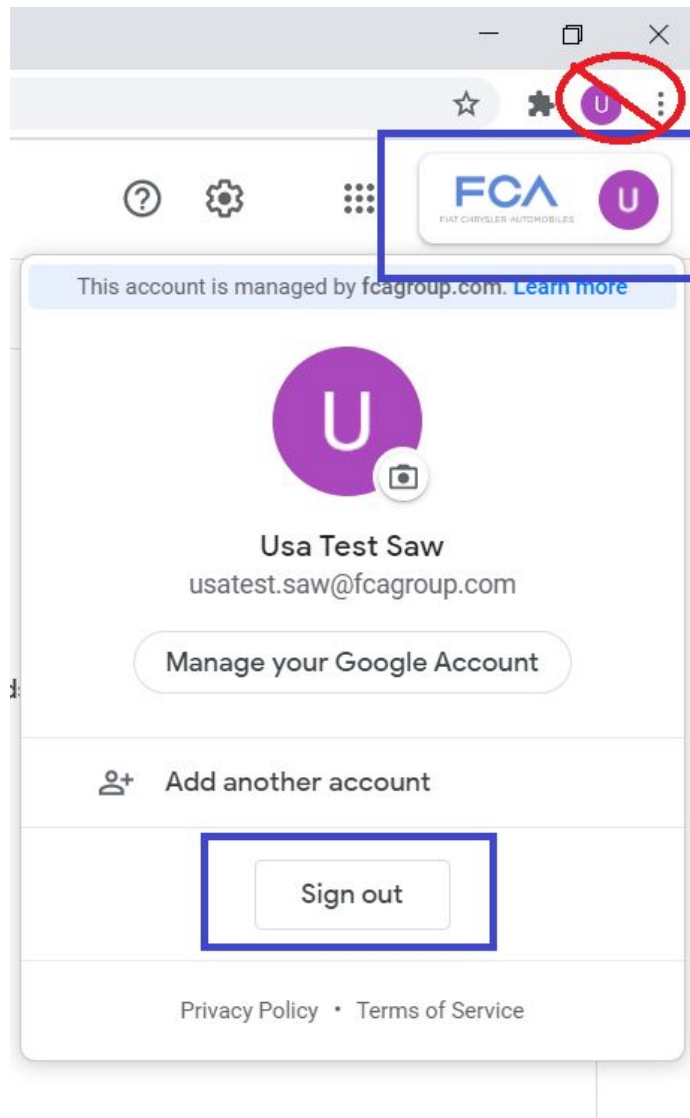 U
FCA
FIAT CHRYSLER AUTOMOBILES
U
This account is managed by fcagroup.com. Learn more
U
Usa Test Saw
usatest.saw@fcagroup.com
Manage your Google Account
Add another account
Sign out
Privacy Policy • Terms of Service